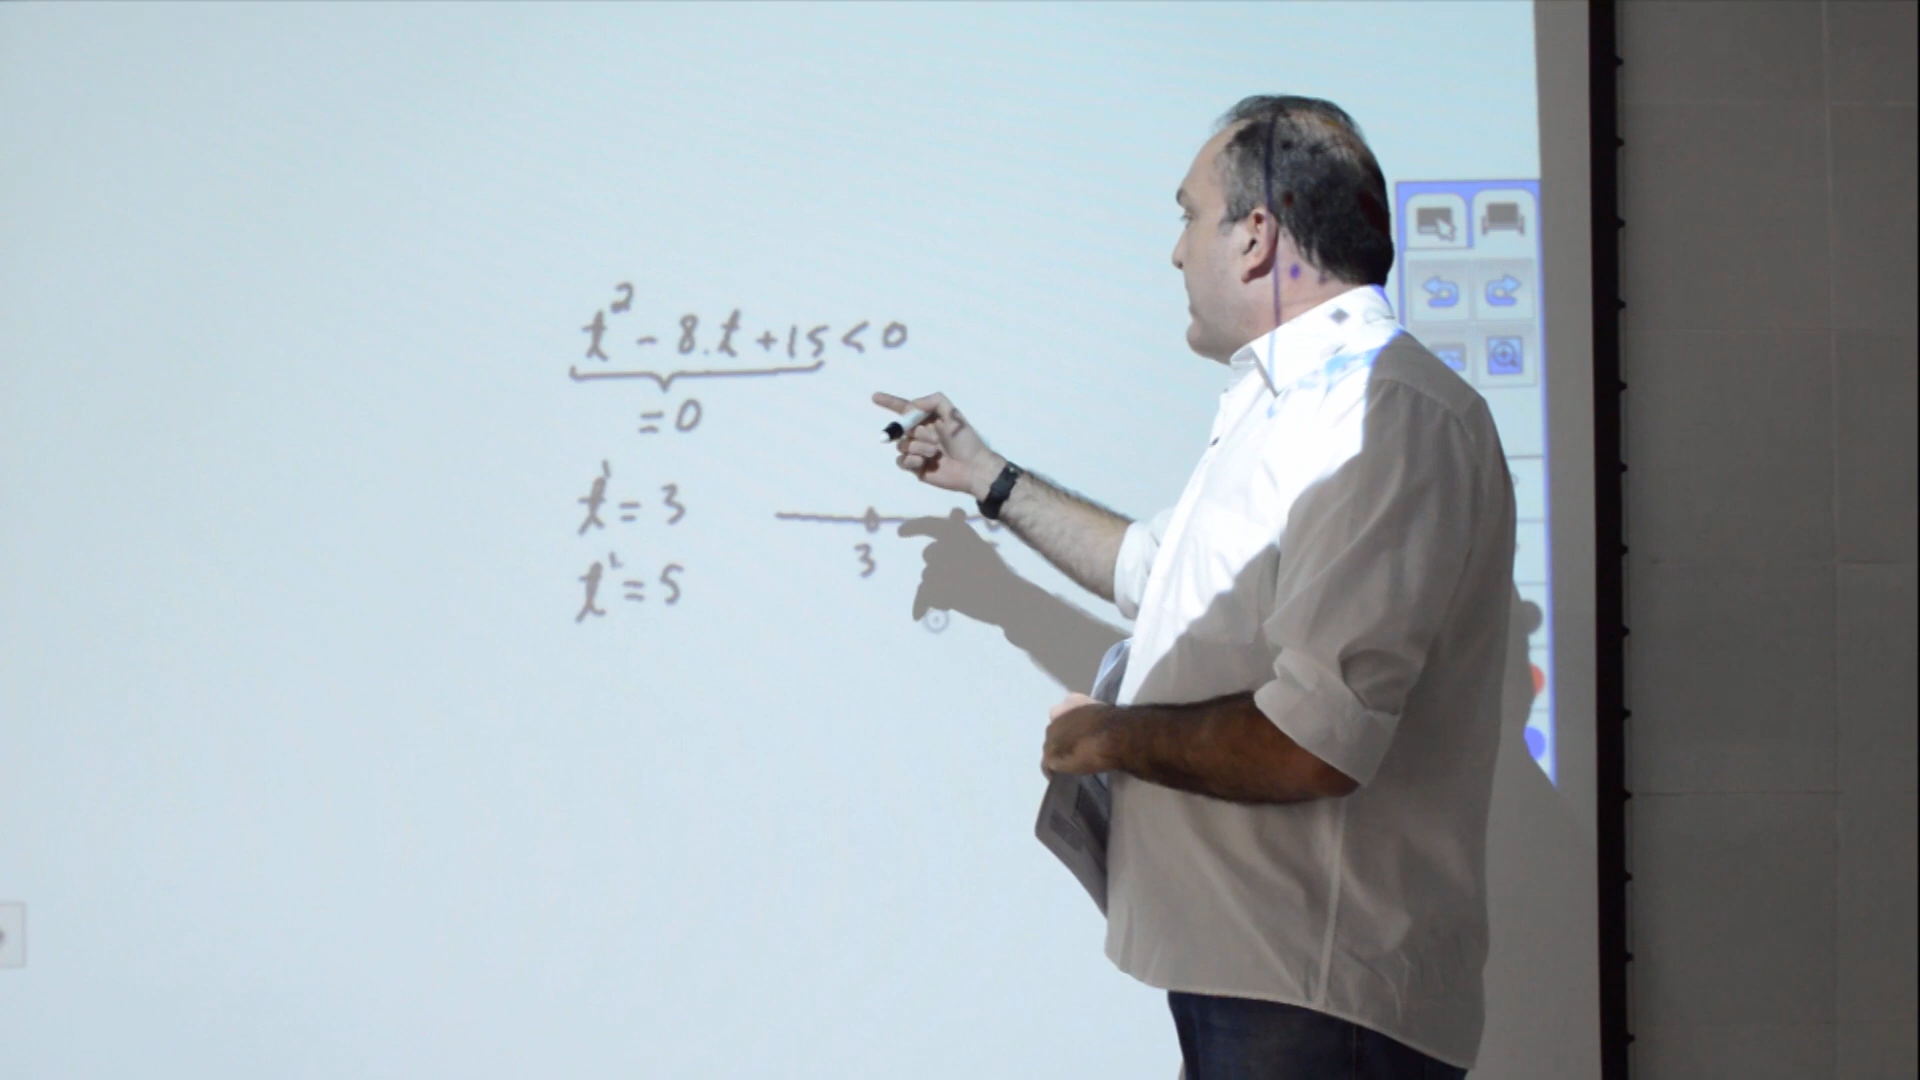 t² - 8.t + 15 < 0
= 0
t' = 3
t'' = 5
3